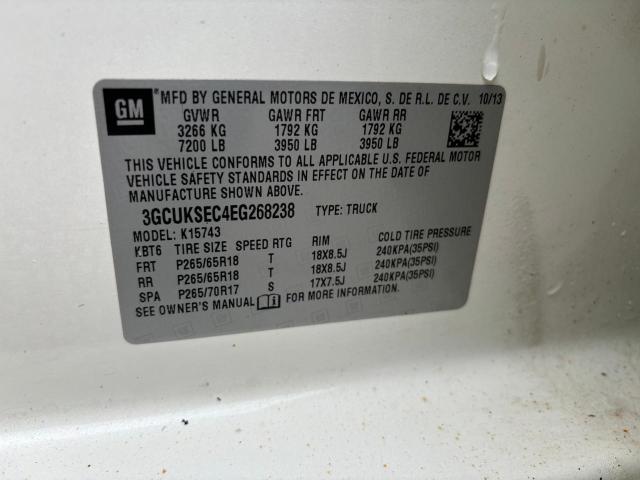 GM
® MFD BY GENERAL MOTORS DE MEXICO, S. DE R.L. DE C.V. 10/13
GVWR GAWR FRT GAWR RR
3266 KG 1792 KG 1792 KG
7200 LB 3950 LB 3950 LB
THIS VEHICLE CONFORMS TO ALL APPLICABLE U.S. FEDERAL MOTOR
VEHICLE SAFETY STANDARDS IN EFFECT ON THE DATE OF
MANUFACTURE SHOWN ABOVE.
3GCUKSEC4EG268238 TYPE: TRUCK
MODEL: K15743
KBT6 TIRE SIZE SPEED RTG RIM COLD TIRE PRESSURE
FRT P265/65R18 T 18X8.5J 240KPA(35PSI)
RR P265/65R18 T 18X8.5J 240KPA(35PSI)
SPA P265/70R17 S 17X7.5J 240KPA(35PSI)
SEE OWNER'S MANUAL FOR MORE INFORMATION.